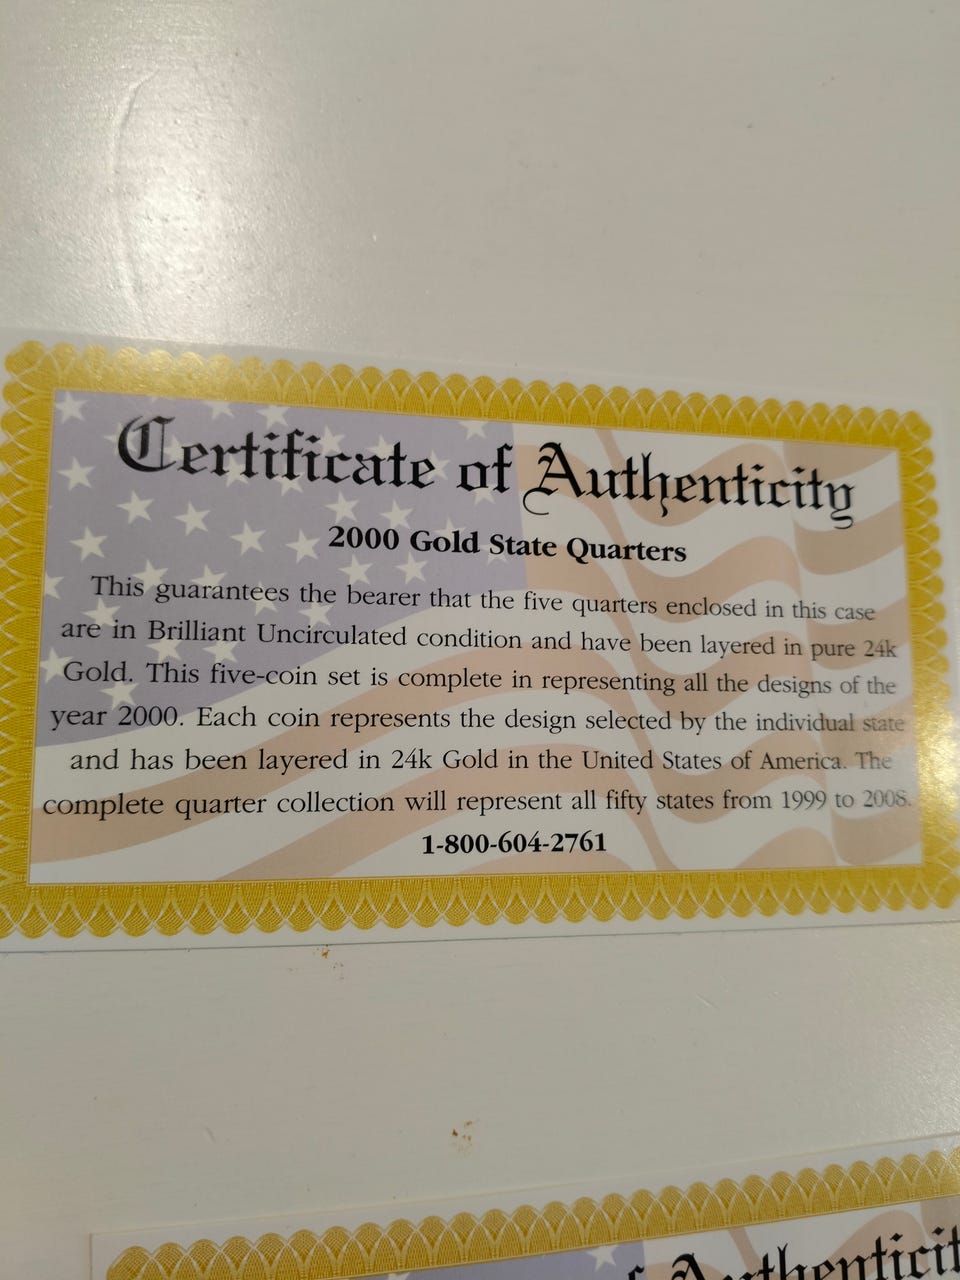 Certificate of Authenticity
2000 Gold State Quarters
This guarantees the bearer that the five quarters enclosed in this case
are in Brilliant Uncirculated condition and have been layered in pure 24k
Gold. This five-coin set is complete in representing all the designs of the
year 2000. Each coin represents the design selected by the individual state
and has been layered in 24k Gold in the United States of America. The
complete quarter collection will represent all fifty states from 1999 to 2008.
1-800-604-2761